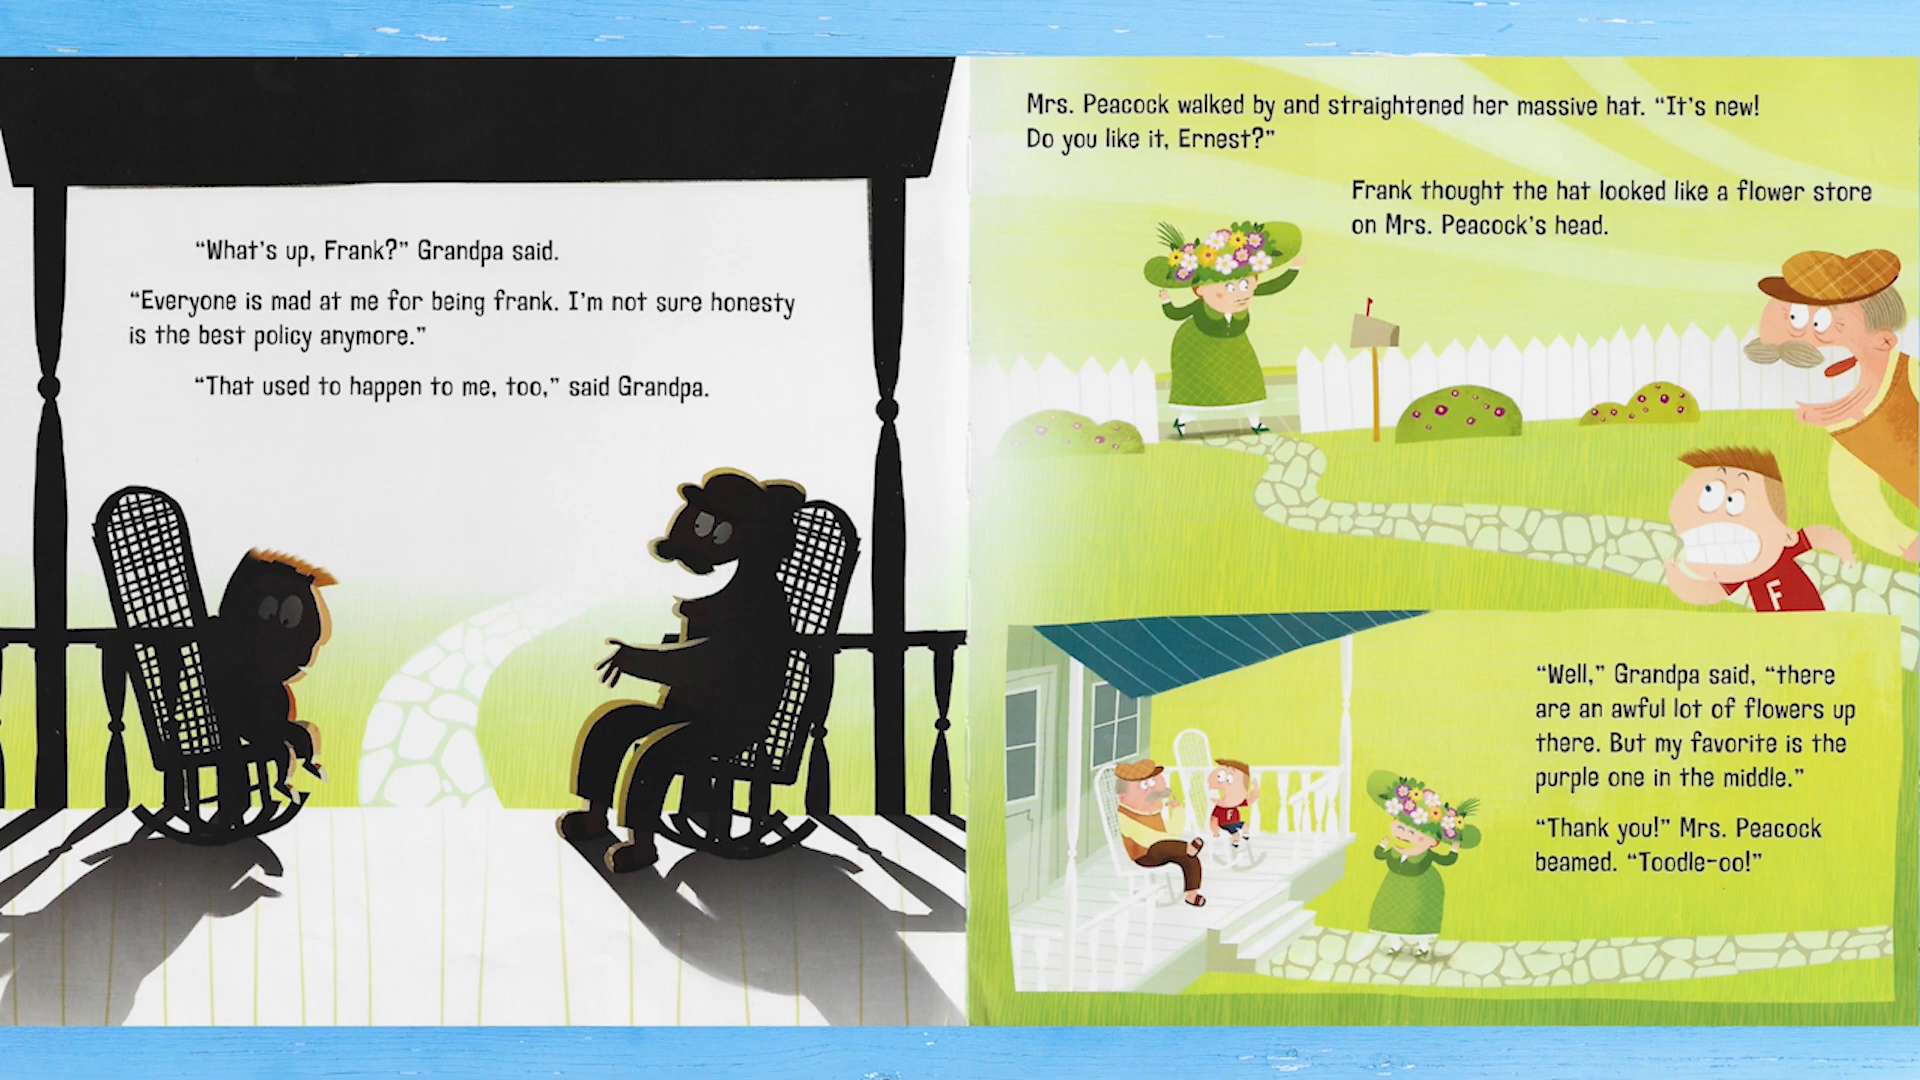 “What’s up, Frank?” Grandpa said.
“Everyone is mad at me for being frank. I’m not sure honesty
is the best policy anymore.”
“That used to happen to me, too,” said Grandpa.
Mrs. Peacock walked by and straightened her massive hat. “It’s new!
Do you like it, Ernest?”
Frank thought the hat looked like a flower store
on Mrs. Peacock’s head.
F
“Well,” Grandpa said, “there
are an awful lot of flowers up
there. But my favorite is the
purple one in the middle.”
F
“Thank you!” Mrs. Peacock
beamed. “Toodle-oo!”